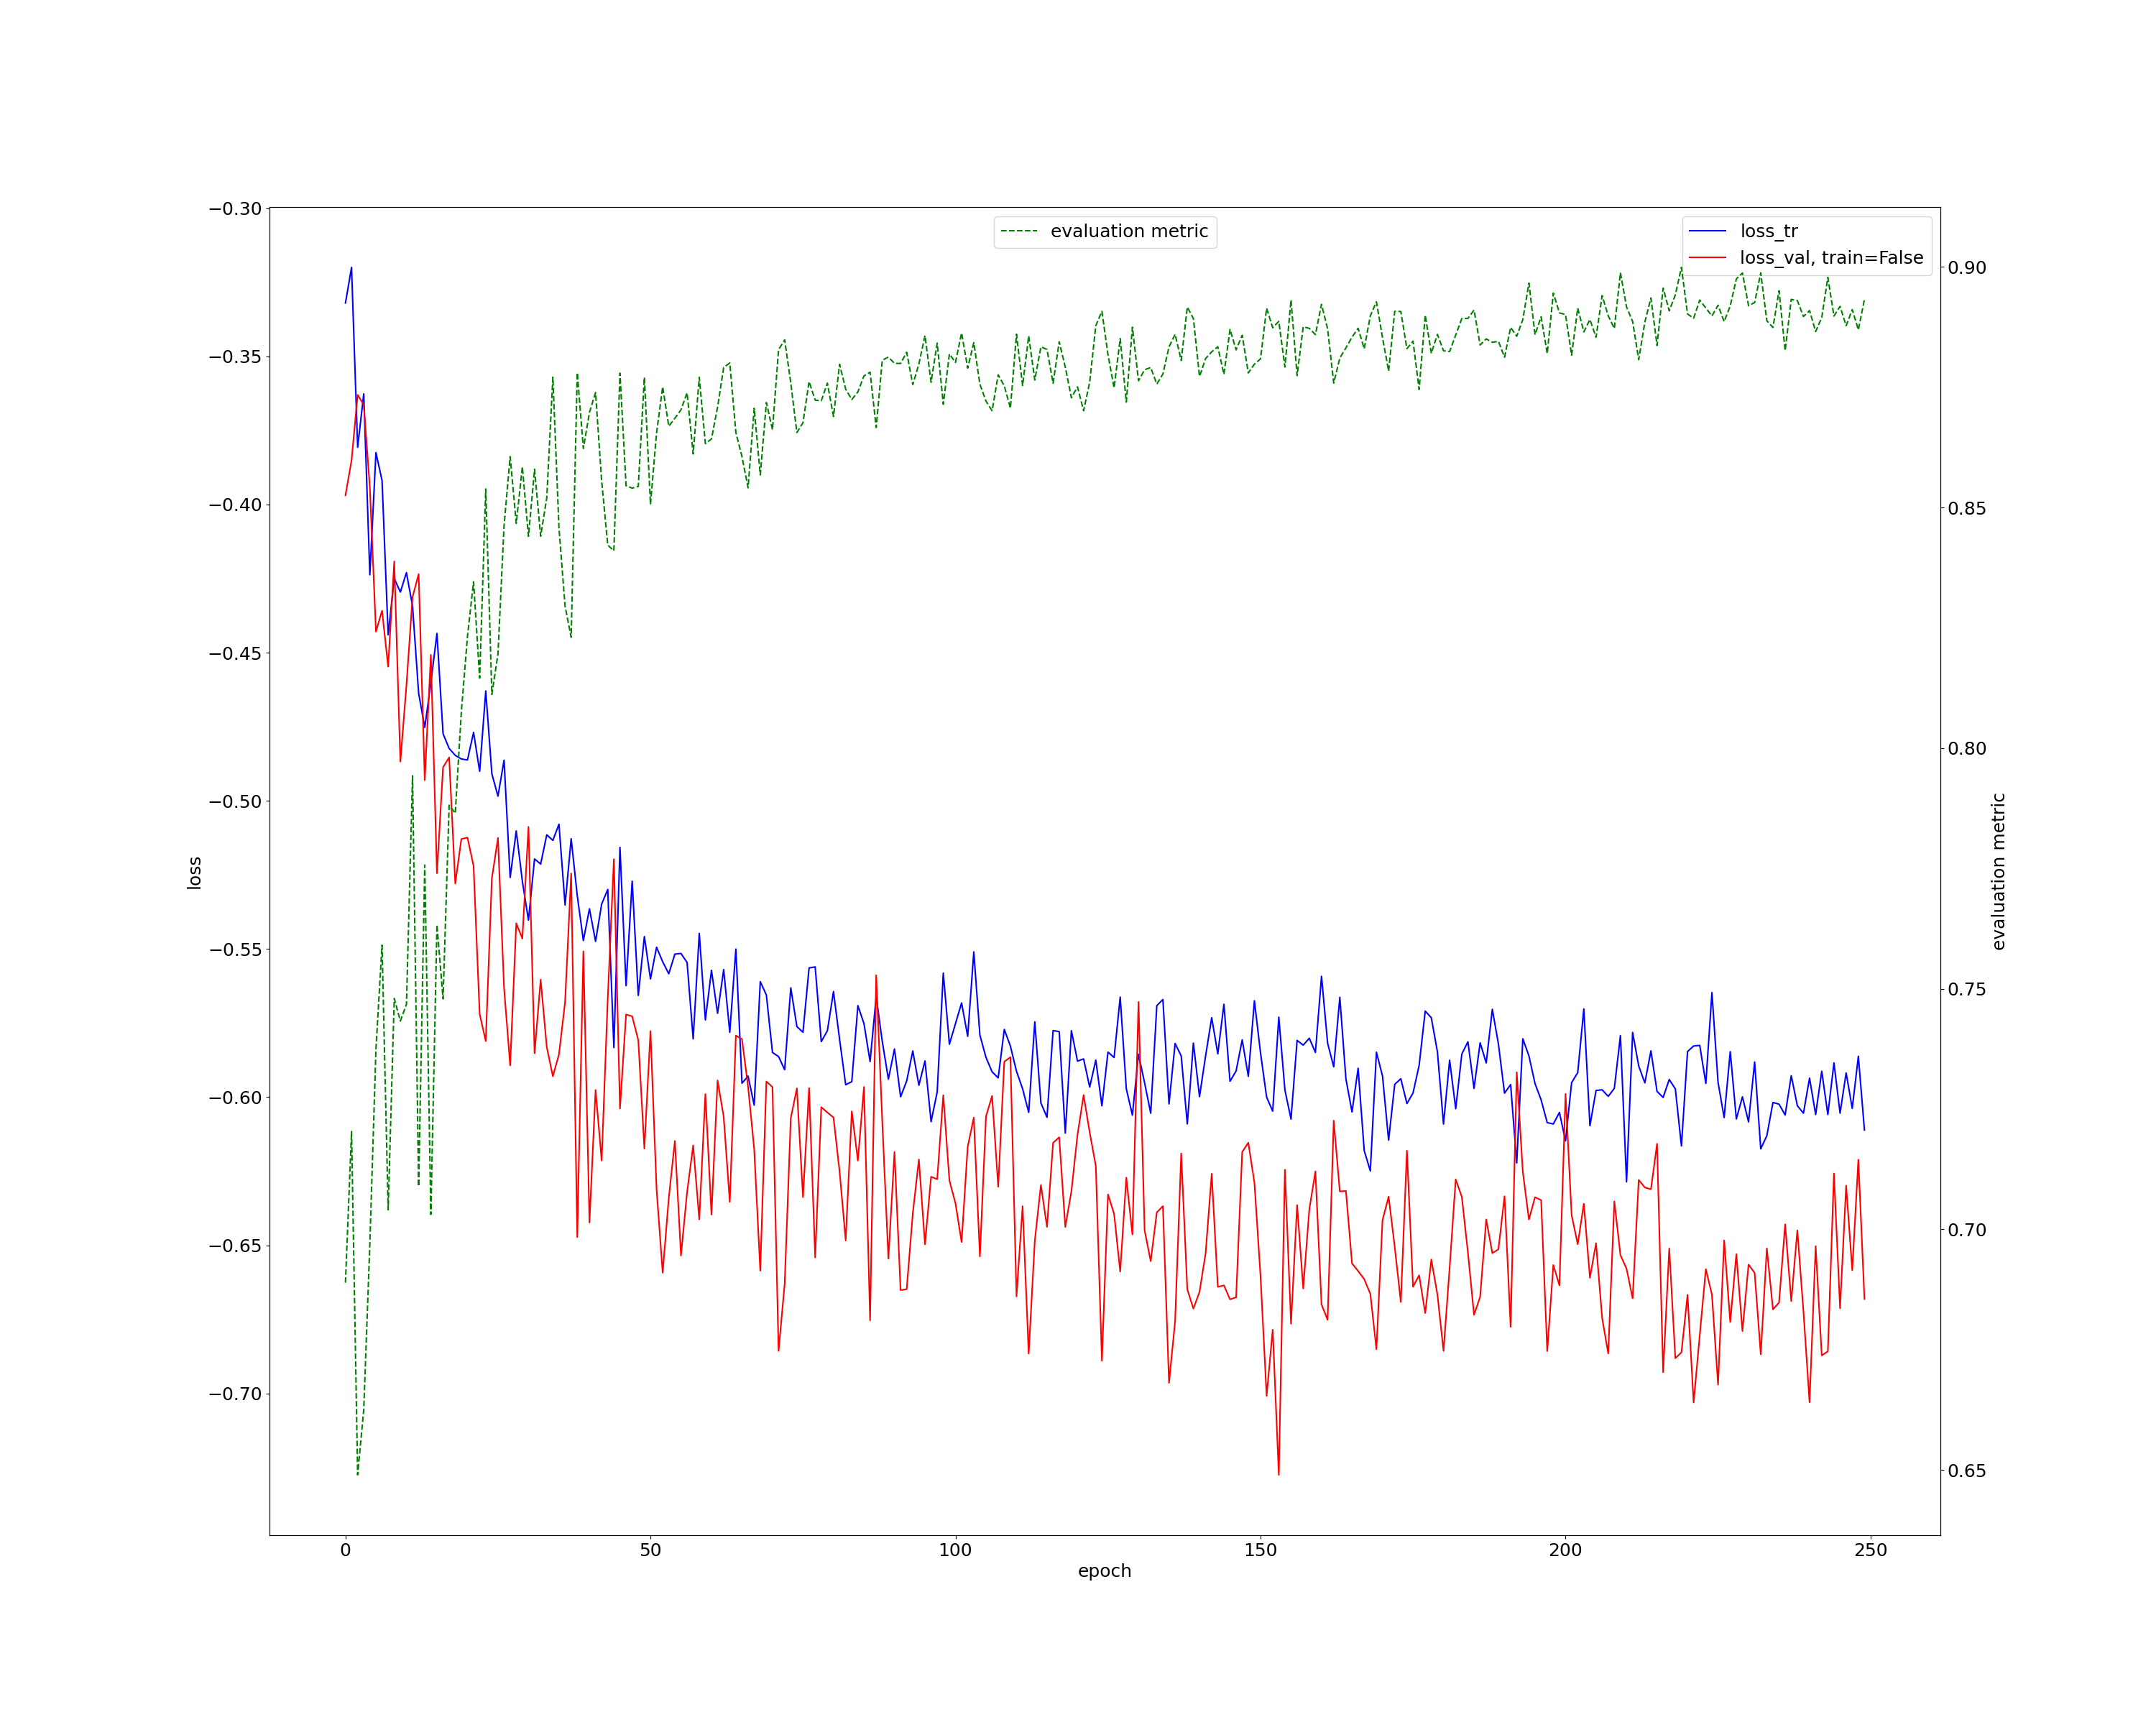 evaluation metric
loss_tr
loss_val, train=False
−0.30
−0.35
−0.40
−0.45
−0.50
−0.55
−0.60
−0.65
−0.70
loss
0.90
0.85
0.80
0.75
0.70
0.65
evaluation metric
0 50 100 150 200 250
epoch